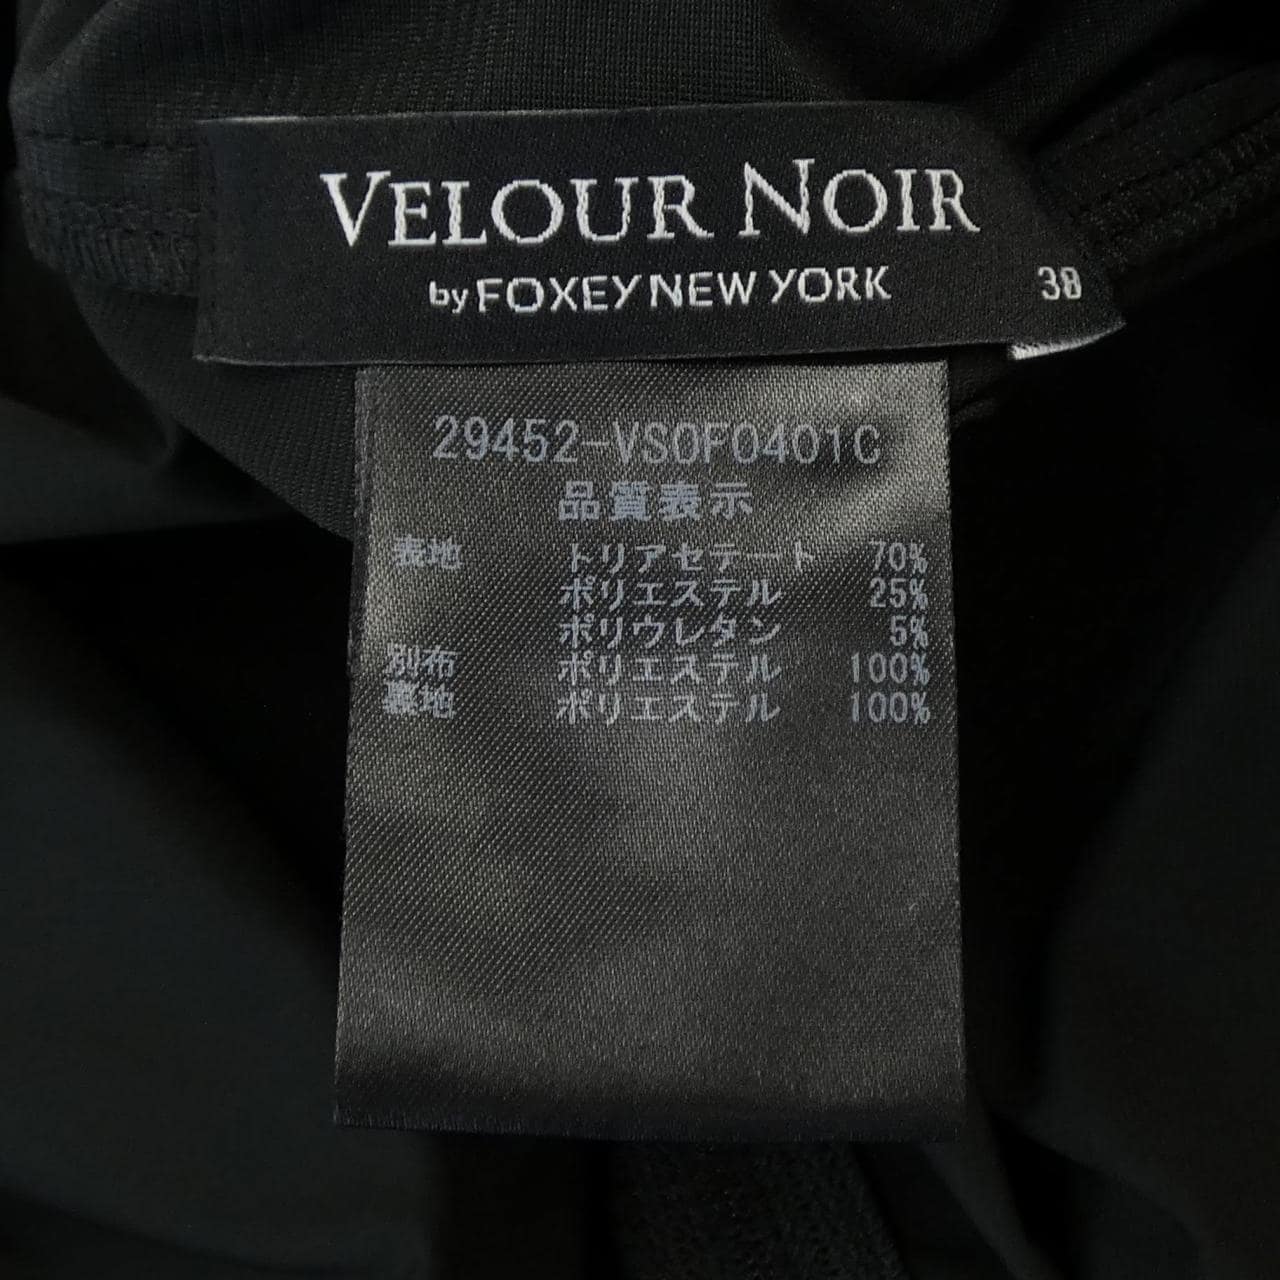 VELOUR NOIR
by FOXEY NEW YORK 38
29452-VSOF0401C
品質表示
表地 トリアセテート 70%
ポリエステル 25%
ポリウレタン 5%
別布 ポリエステル 100%
裏地 ポリエステル 100%